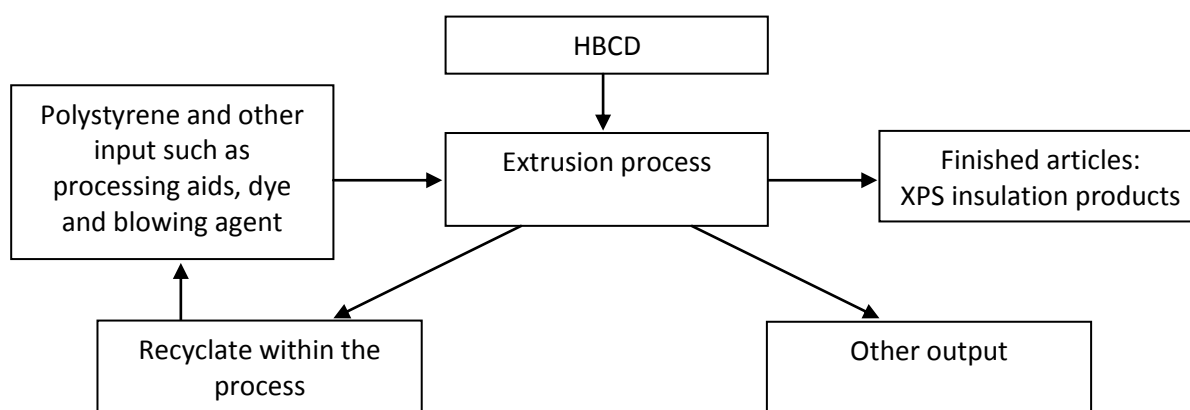 HBCD
Polystyrene and other
input such as
processing aids, dye
and blowing agent
Extrusion process
Finished articles:
XPS insulation products
Recyclate within the
process
Other output